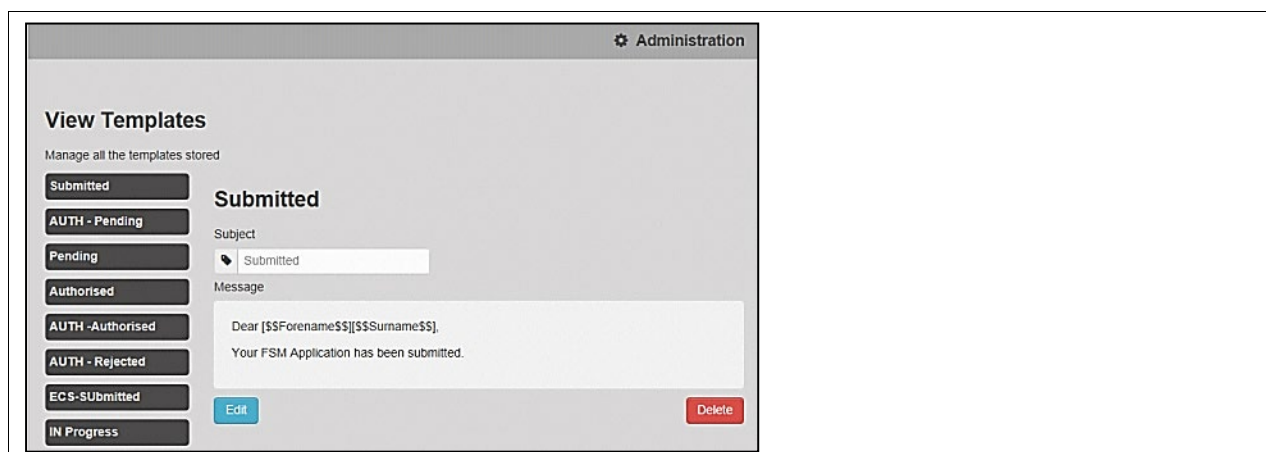 Administration
View Templates
Manage all the templates stored
Submitted
AUTH - Pending
Pending
Authorised
AUTH -Authorised
AUTH - Rejected
ECS-SUbmitted
IN Progress
Submitted
Subject
Submitted
Message
Dear [$$Forename$$][$$Surname$$],
Your FSM Application has been submitted.
Edit
Delete